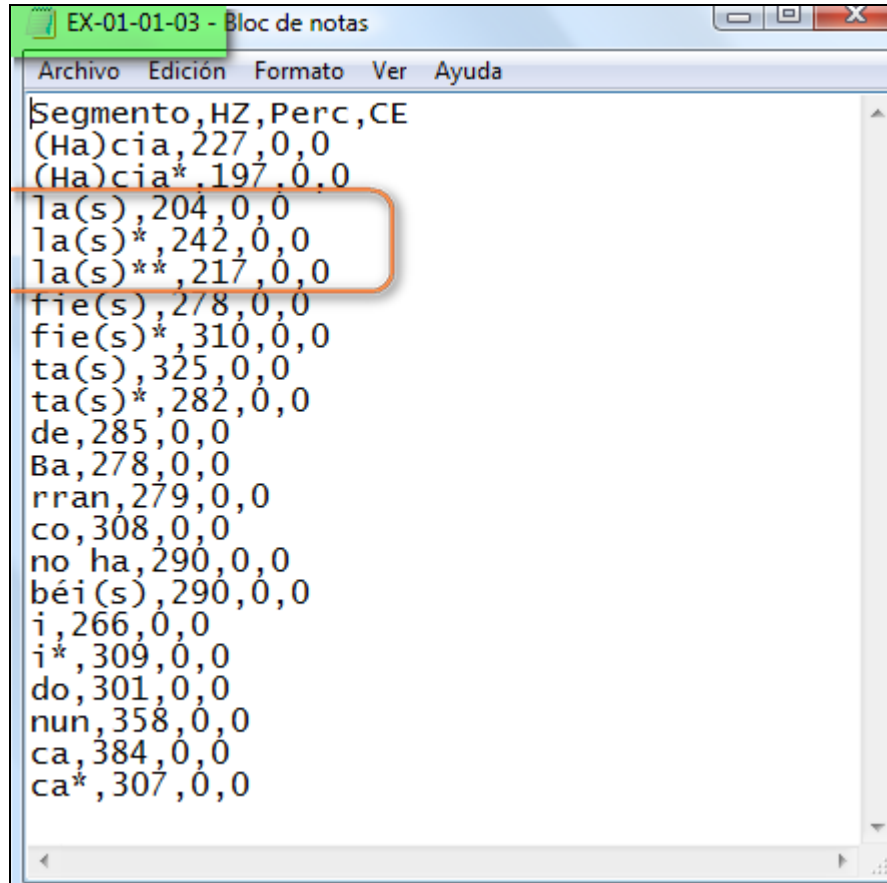 EX-01-01-03 - Bloc de notas
Archivo Edición Formato Ver Ayuda
Segmento,HZ,Perc,CE
(Ha)cia,227,0,0
(Ha)cia*,197,0,0
la(s),204,0,0
la(s)*,242,0,0
la(s)**,217,0,0
fie(s),278,0,0
fie(s)*,310,0,0
ta(s),325,0,0
ta(s)*,282,0,0
de,285,0,0
Ba,278,0,0
rran,279,0,0
co,308,0,0
no ha,290,0,0
béi(s),290,0,0
i,266,0,0
i*,309,0,0
do,301,0,0
nun,358,0,0
ca,384,0,0
ca*,307,0,0